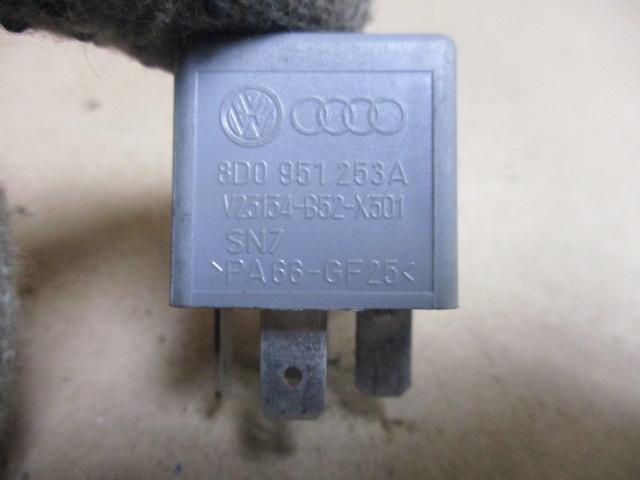 8D0 951 253A
V23134-B52-X301
SN7
>PA66-GF25<